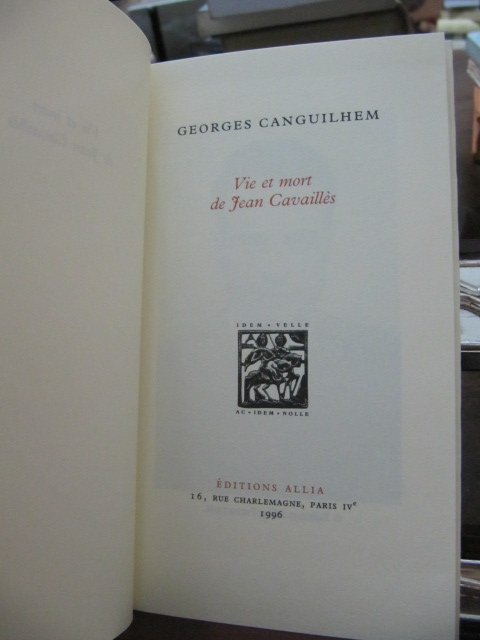 GEORGES CANGUILHEM
Vie et mort
de Jean Cavaillès
IDEM • VELLE
AC • IDEM • NOLLE
ÉDITIONS ALLIA
16, RUE CHARLEMAGNE, PARIS IVᵉ
1996